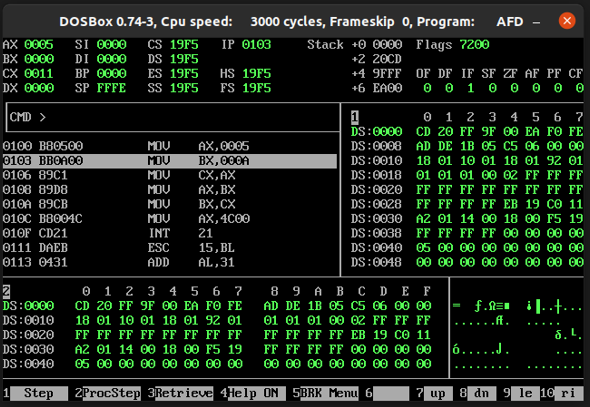 DOSBox 0.74-3, Cpu speed: 3000 cycles, Frameskip 0, Program: AFD
AX 0005 SI 0000 CS 19F5 IP 0103 Stack +0 0000 Flags 7200
BX 0000 DI 0000 DS 19F5 +2 20CD
CX 0011 BP 0000 ES 19F5 HS 19F5 +4 9FFF OF DF IF SF ZF AF PF CF
DX 0000 SP FFFE SS 19F5 FS 19F5 +6 EA00 0 0 1 0 0 0 0 0
CMD >
1 0 1 2 3 4 5 6 7
DS:0000 CD 20 FF 9F 00 EA F0 FE
DS:0008 AD DE 1B 05 C5 06 00 00
0100 B80500 MOV AX,0005 DS:0010 18 01 10 01 18 01 92 01
0103 BB0A00 MOV BX,000A DS:0018 01 01 01 00 02 FF FF FF
0106 89C1 MOV CX,AX DS:0020 FF FF FF FF FF FF FF FF
0108 89D8 MOV AX,BX DS:0028 FF FF FF FF EB 19 C0 11
010A 89CB MOV BX,CX DS:0030 A2 01 14 00 18 00 F5 19
010C B8004C MOV AX,4C00 DS:0038 FF FF FF FF 00 00 00 00
010F CD21 INT 21 DS:0040 05 00 00 00 00 00 00 00
0111 DAEB ESC 15,BL DS:0048 00 00 00 00 00 00 00 00
0113 0431 ADD AL,31
2 0 1 2 3 4 5 6 7 8 9 A B C D E F
DS:0000 CD 20 FF 9F 00 EA F0 FE AD DE 1B 05 C5 06 00 00
DS:0010 18 01 10 01 18 01 92 01 01 01 01 00 02 FF FF FF
DS:0020 FF FF FF FF FF FF FF FF FF FF FF FF EB 19 C0 11
DS:0030 A2 01 14 00 18 00 F5 19 FF FF FF FF 00 00 00 00
DS:0040 05 00 00 00 00 00 00 00 00 00 00 00 00 00 00 00
1 Step 2ProcStep 3Retrieve 4Help ON 5BRK Menu 6 7 up 8 dn 9 le 10 ri